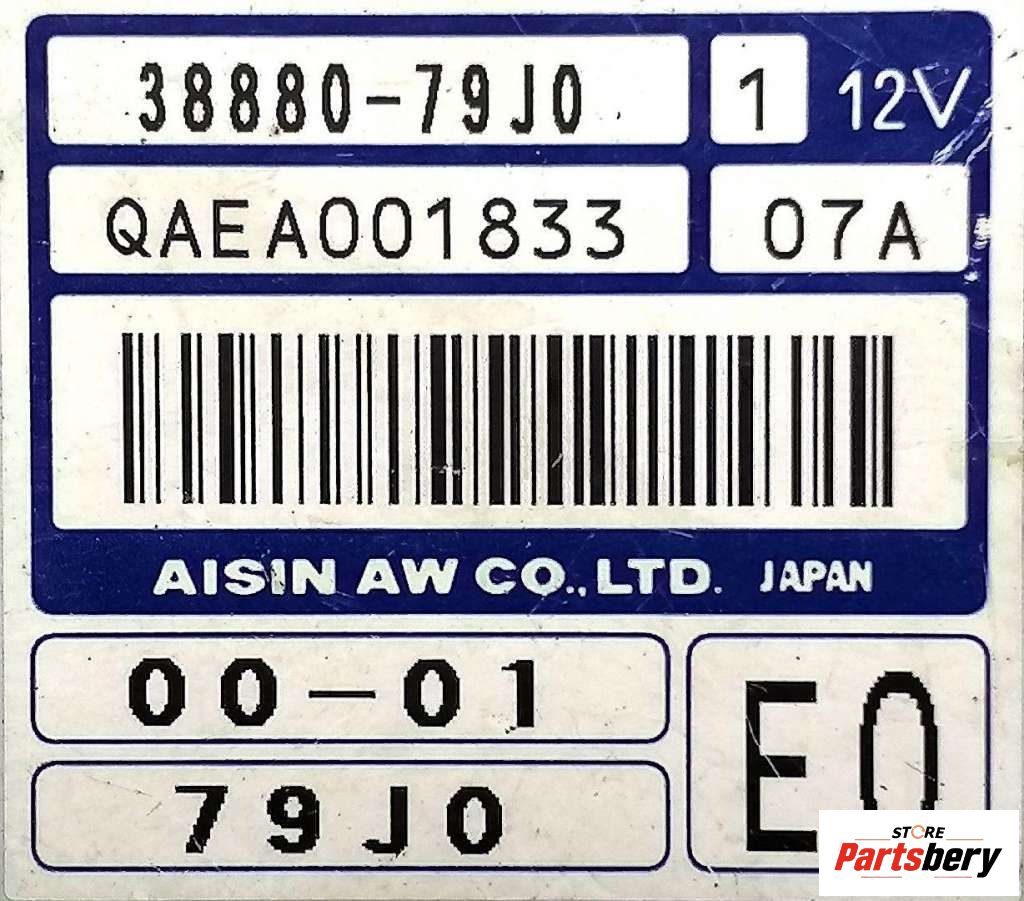 38880-79J0 1 12V
QAEA001833 07A
AISIN AW CO.,LTD. JAPAN
00-01
79J0
E0
STORE
Partsbery